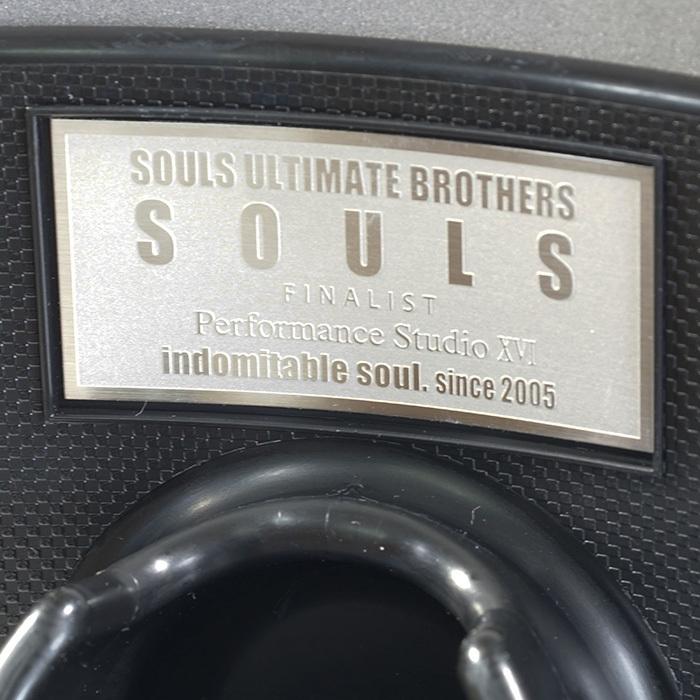 SOULS ULTIMATE BROTHERS
SOULS
FINALIST
Performance Studio XVI
indomitable soul. since 2005